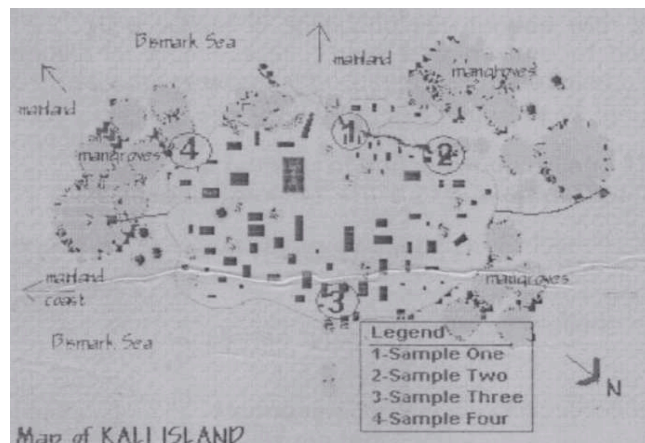 Bismark Sea
mainland
mangroves
mainland
1
4
2
mangroves
mangroves
mainland
coast
3
Bismark Sea
Legend
1-Sample One
2-Sample Two
3-Sample Three
4-Sample Four
N
Map of KALI ISLAND